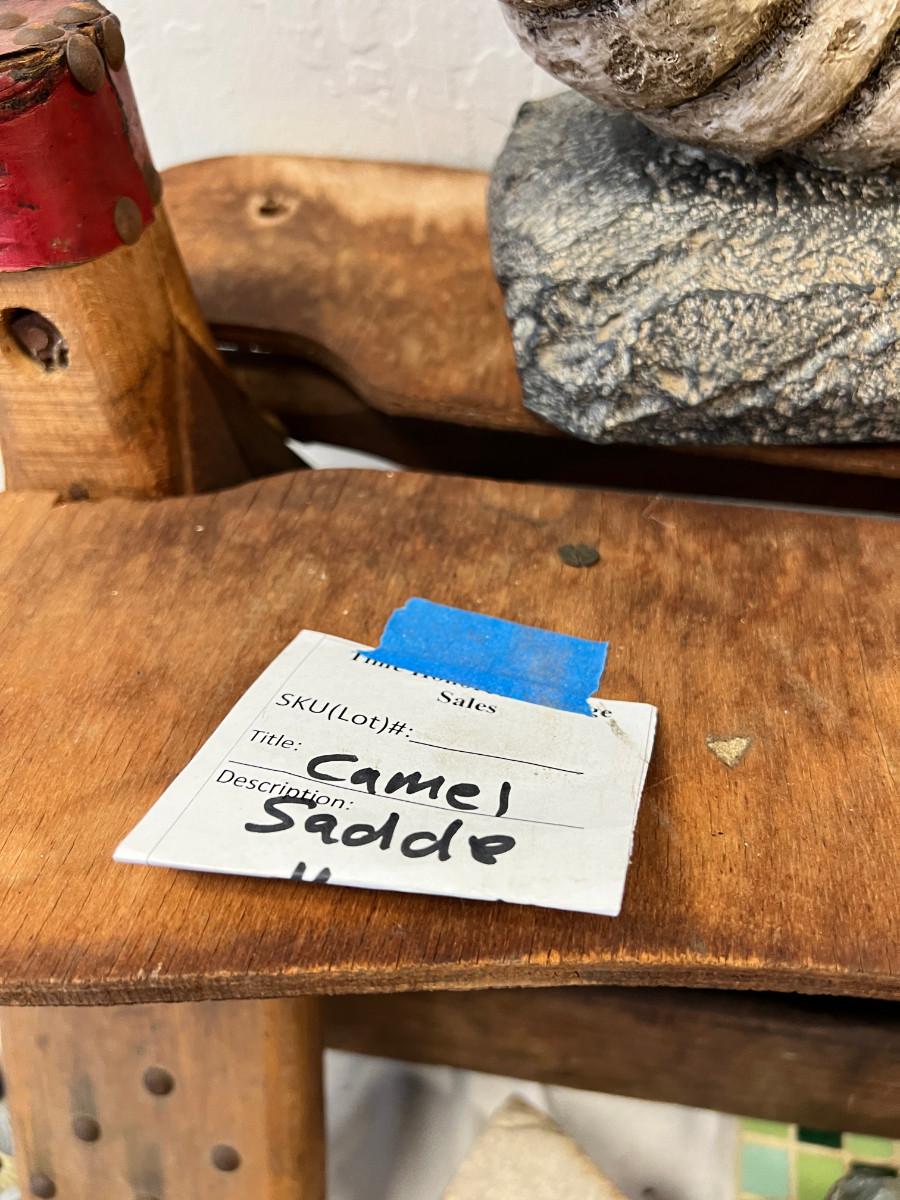 Sales
SKU(Lot)#:
Title:
Camel
Description:
Sadde